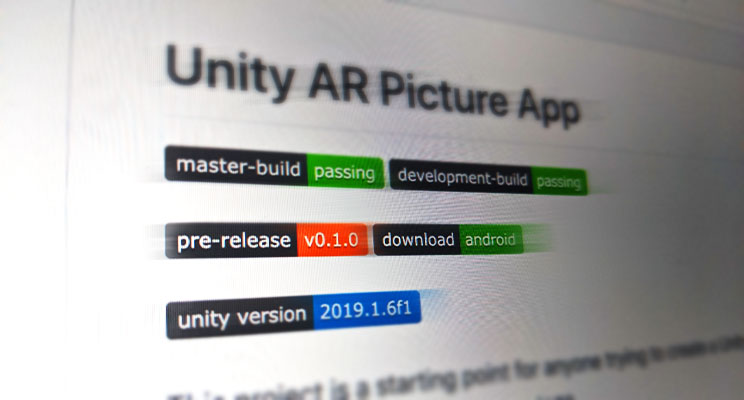 Unity AR Picture App
master-build passing development-build passing
pre-release v0.1.0 download android
unity version 2019.1.6f1
This project is a starting point for anyone trying to create a Unity